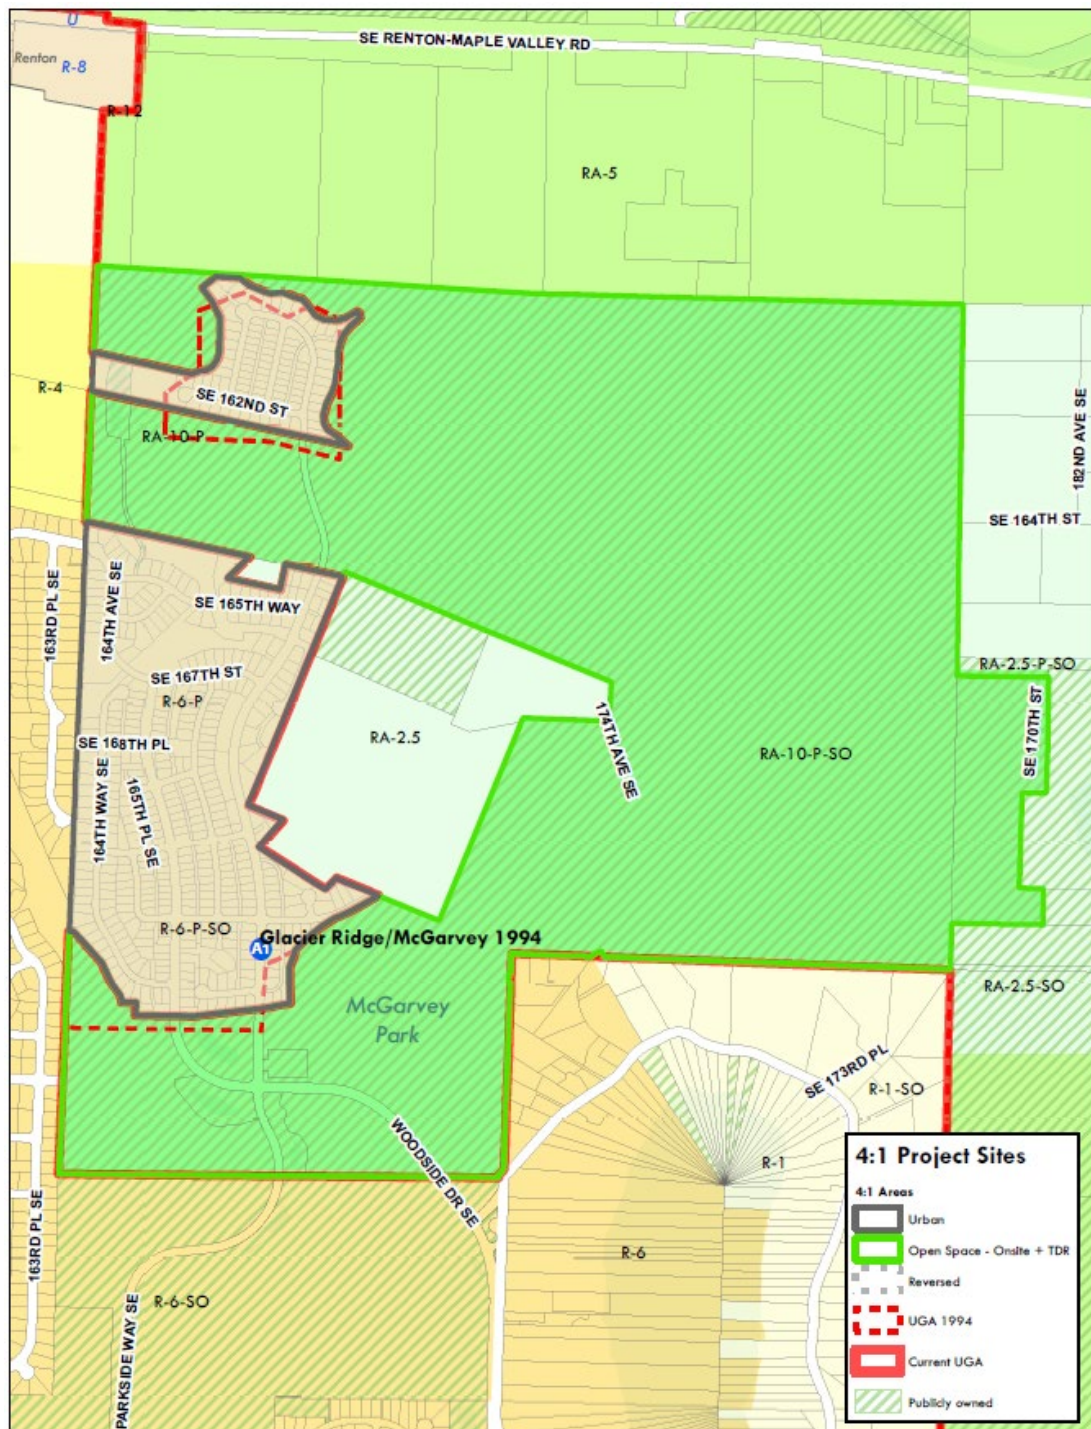 U
SE RENTON-MAPLE VALLEY RD
Renton
R-8
R-12
RA-5
R-4
SE 162ND ST
RA-10-P
182ND AVE SE
SE 164TH ST
163RD PL SE
164TH AVE SE
SE 165TH WAY
SE 167TH ST
R-6-P
RA-2.5-P-SO
SE 170TH ST
174TH AVE SE
RA-2.5
SE 168TH PL
RA-10-P-SO
164TH WAY SE
165TH PL SE
R-6-P-SO
A1
Glacier Ridge/McGarvey 1994
McGarvey
Park
RA-2.5-SO
SE 173RD PL
R-1-SO
WOODSIDE DR SE
R-1
163RD PL SE
R-6
R-6-SO
PARKSIDE WAY SE
4:1 Project Sites
4:1 Areas
Urban
Open Space - Onsite + TDR
Reversed
UGA 1994
Current UGA
Publicly owned